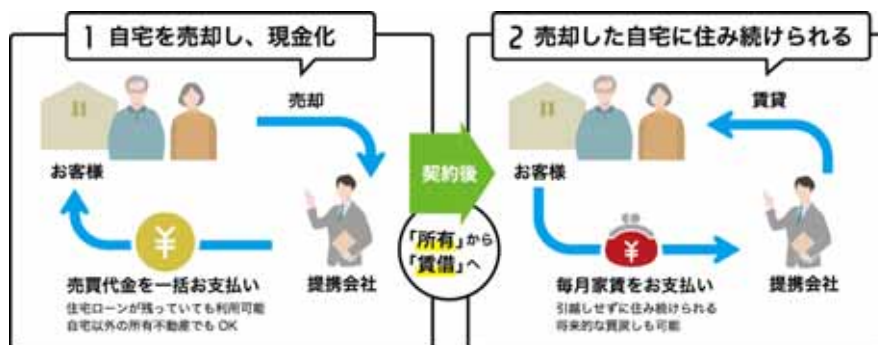 1 自宅を売却し、現金化
売却
お客様
売買代金を一括お支払い
住宅ローンが残っていても利用可能
自宅以外の所有不動産でも OK
提携会社
契約後
「所有」から
「賃借」へ
2 売却した自宅に住み続けられる
賃貸
お客様
毎月家賃をお支払い
引越しせずに住み続けられる
将来的な買戻しも可能
提携会社